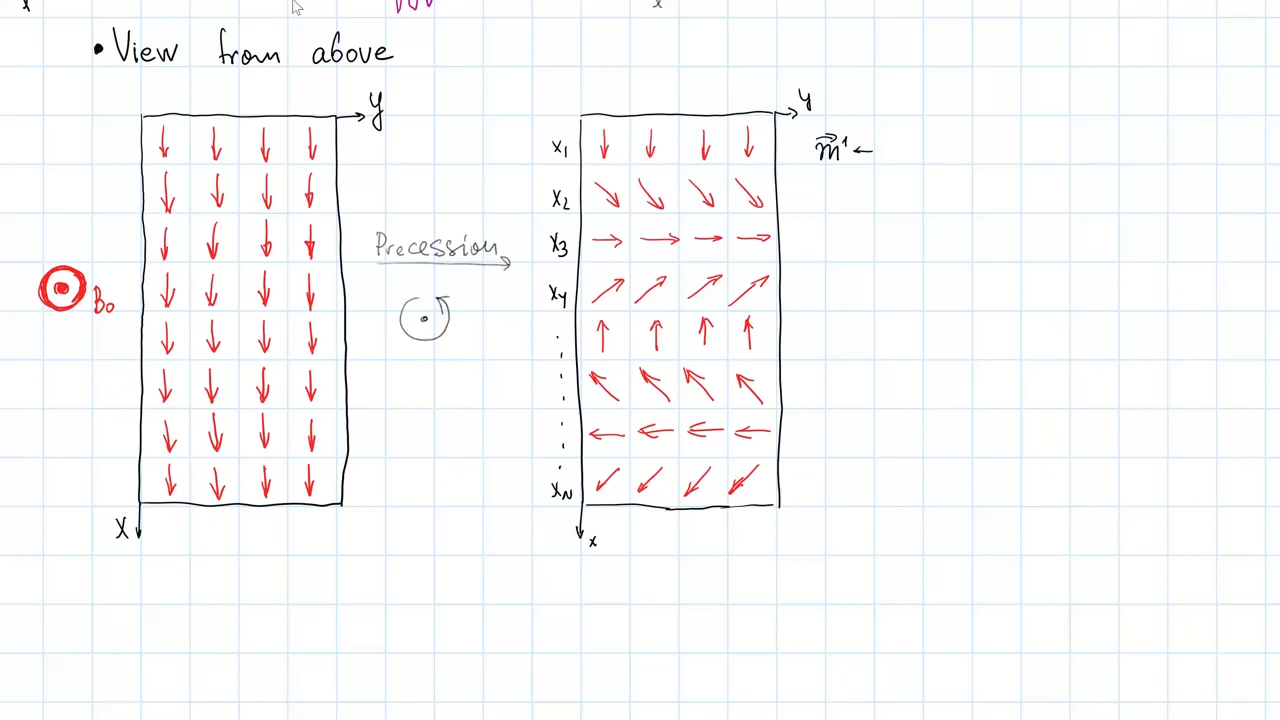 • View from above
y
y
x₁
m⃗¹ ←
x₂
Precession
x₃
B₀
x₄
x_N
X
x